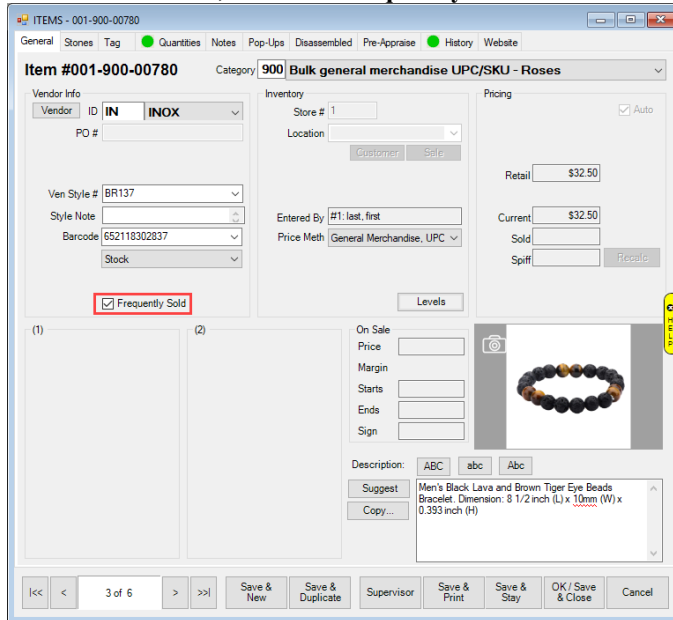 ITEMS - 001-900-00780
General Stones Tag Quantities Notes Pop-Ups Disassembled Pre-Appraise History Website
Item #001-900-00780 Category 900 Bulk general merchandise UPC/SKU - Roses
Vendor Info Inventory Pricing
Vendor ID IN INOX Store # 1 Auto
PO # Location
Customer Sale
Retail $32.50
Ven Style # BR137
Style Note Entered By #1: last, first Current $32.50
Barcode 652118302837 Price Meth General Merchandise, UPC Sold
Stock Spiff Recalc
Frequently Sold Levels
HELP
(1) (2) On Sale
Price
Margin
Starts
Ends
Sign
Description: ABC abc Abc
Suggest Men's Black Lava and Brown Tiger Eye Beads
Bracelet. Dimension: 8 1/2 inch (L) x 10mm (W) x
Copy... 0.393 inch (H)
|<< < 3 of 6 > >>| Save & New Save & Duplicate Supervisor Save & Print Save & Stay OK / Save & Close Cancel